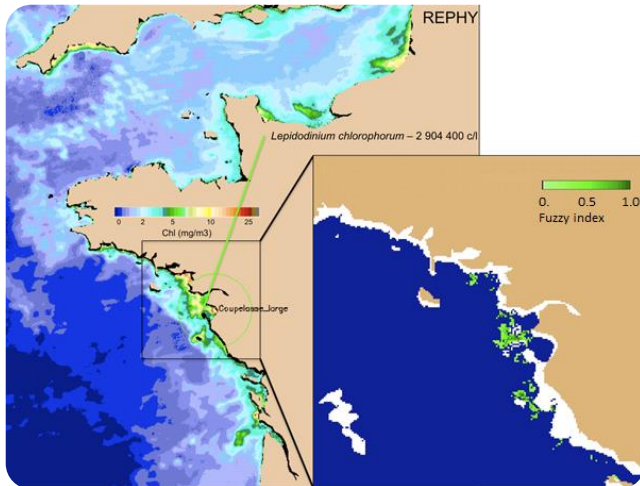 REPHY
Lepidodinium chlorophorum – 2 904 400 c/l
0 2 5 10 25
Chl (mg/m3)
Coupelasse_large
0. 0.5 1.0
Fuzzy index